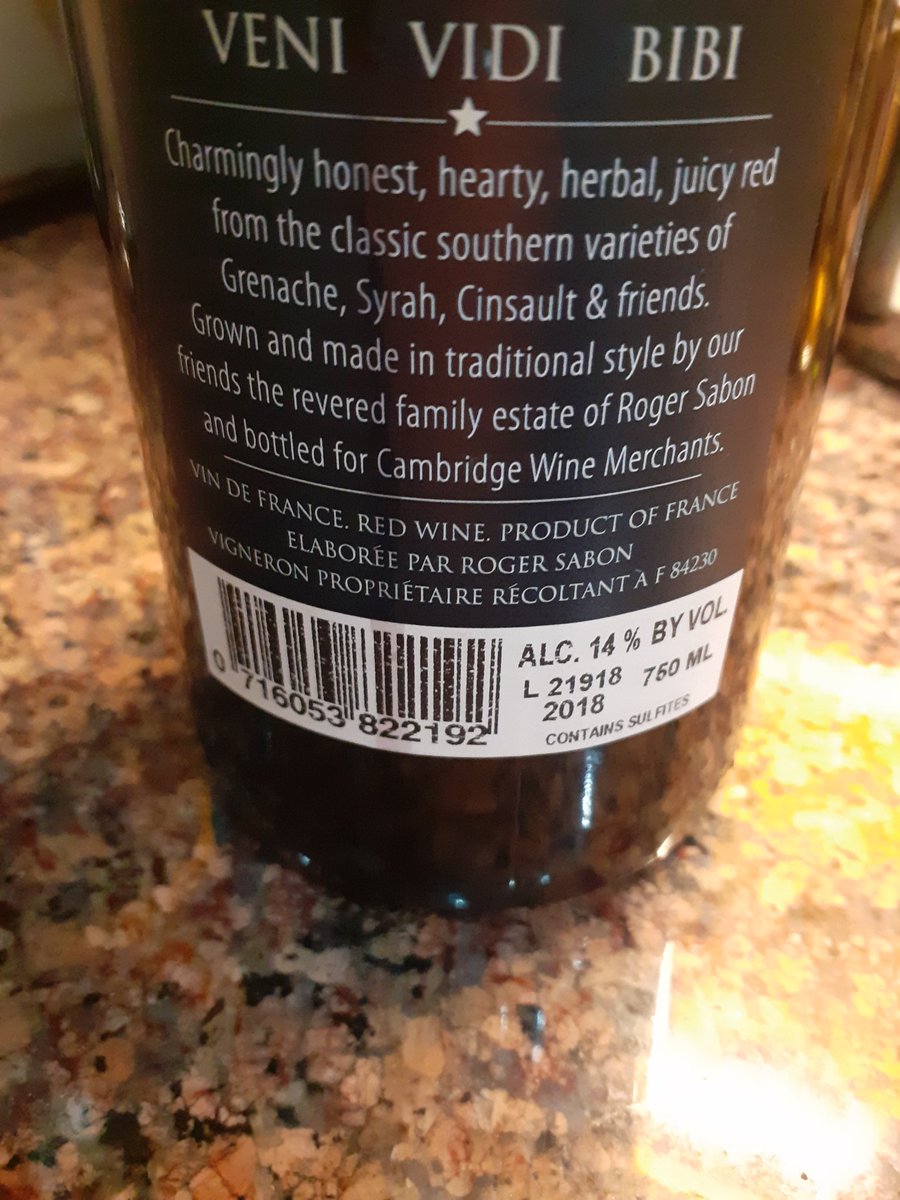 VENI VIDI BIBI
Charmingly honest, hearty, herbal, juicy red
from the classic southern varieties of
Grenache, Syrah, Cinsault & friends.
Grown and made in traditional style by our
friends the revered family estate of Roger Sabon
and bottled for Cambridge Wine Merchants.
VIN DE FRANCE. RED WINE. PRODUCT OF FRANCE
ELABORÉE PAR ROGER SABON
VIGNERON PROPRIÉTAIRE RÉCOLTANT À F 84230
ALC. 14 % BY VOL.
L 21918 750 ML
2018
CONTAINS SULFITES
0 716053 822192